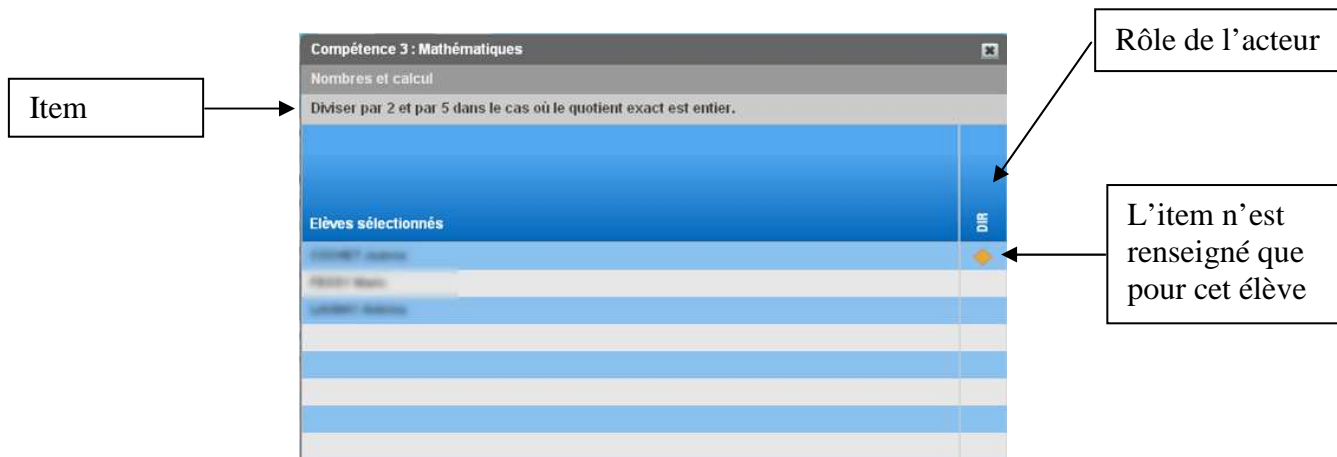 Rôle de l’acteur
Compétence 3 : Mathématiques
Nombres et calcul
Item
Diviser par 2 et par 5 dans le cas où le quotient exact est entier.
Elèves sélectionnés
DIR
L’item n’est
renseigné que
pour cet élève